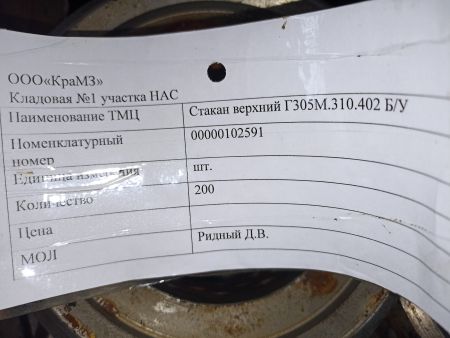 ООО«КраМЗ»
Кладовая №1 участка НАС
Наименование ТМЦ Стакан верхний Г305М.310.402 Б/У
Номенклатурный номер 00000102591
Единица измерения шт.
Количество 200
Цена
МОЛ Ридный Д.В.